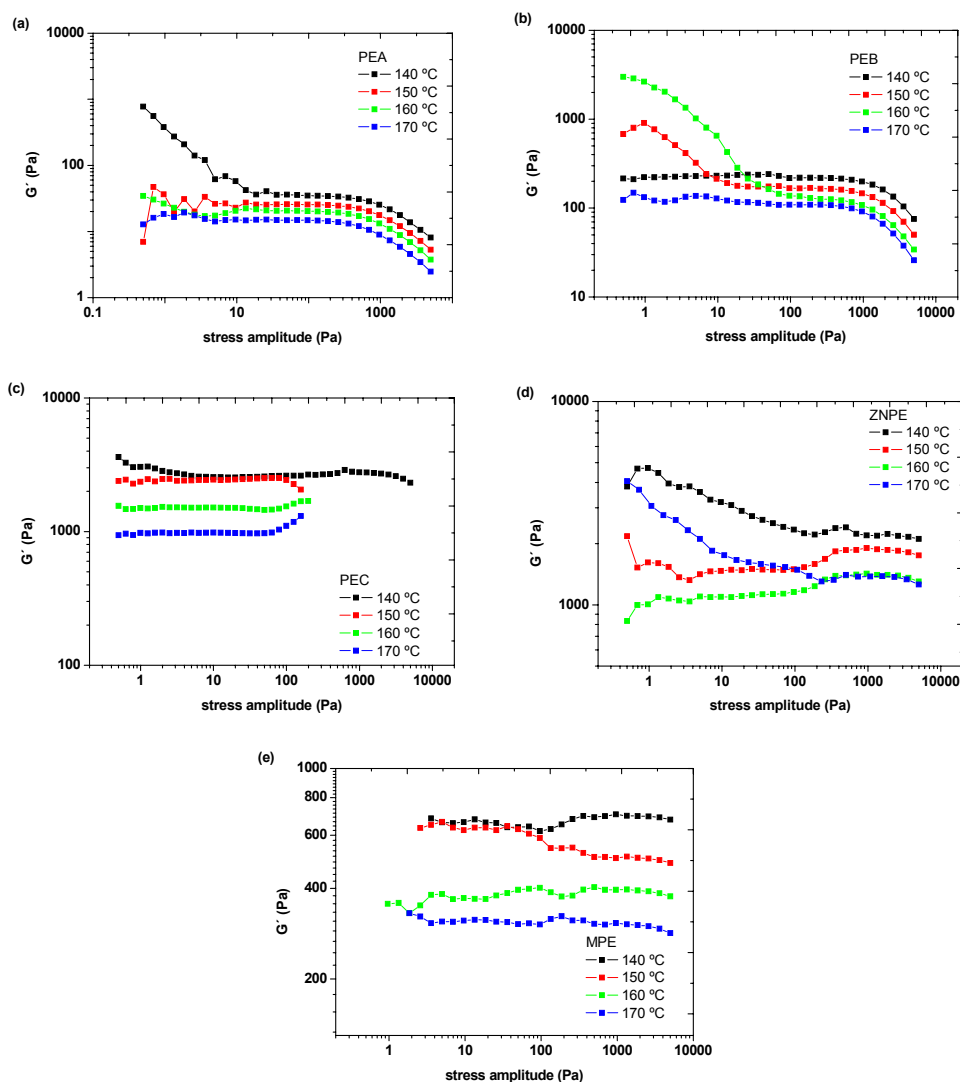 (a)
10000
1000
100
10
1
G´ (Pa)
PEA
140 ºC
150 ºC
160 ºC
170 ºC
0.1
10
1000
stress amplitude (Pa)
(b)
10000
1000
100
10
G´ (Pa)
PEB
140 ºC
150 ºC
160 ºC
170 ºC
1
10
100
1000
10000
stress amplitude (Pa)
(c)
10000
1000
100
G´ (Pa)
PEC
140 ºC
150 ºC
160 ºC
170 ºC
1
10
100
1000
10000
stress amplitude (Pa)
(d)
10000
1000
G´ (Pa)
ZNPE
140 ºC
150 ºC
160 ºC
170 ºC
1
10
100
1000
10000
stress amplitude (Pa)
(e)
1000
800
600
400
200
G´ (Pa)
MPE
140 ºC
150 ºC
160 ºC
170 ºC
1
10
100
1000
10000
stress amplitude (Pa)